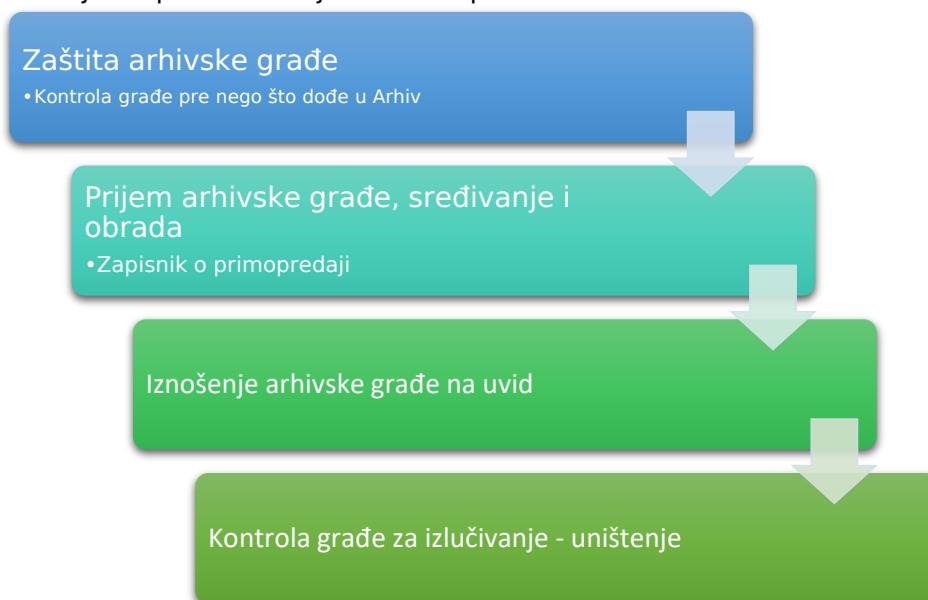 Zaštita arhivske građe
•Kontrola građe pre nego što dođe u Arhiv
Prijem arhivske građe, sređivanje i
obrada
•Zapisnik o primopredaji
Iznošenje arhivske građe na uvid
Kontrola građe za izlučivanje - uništenje